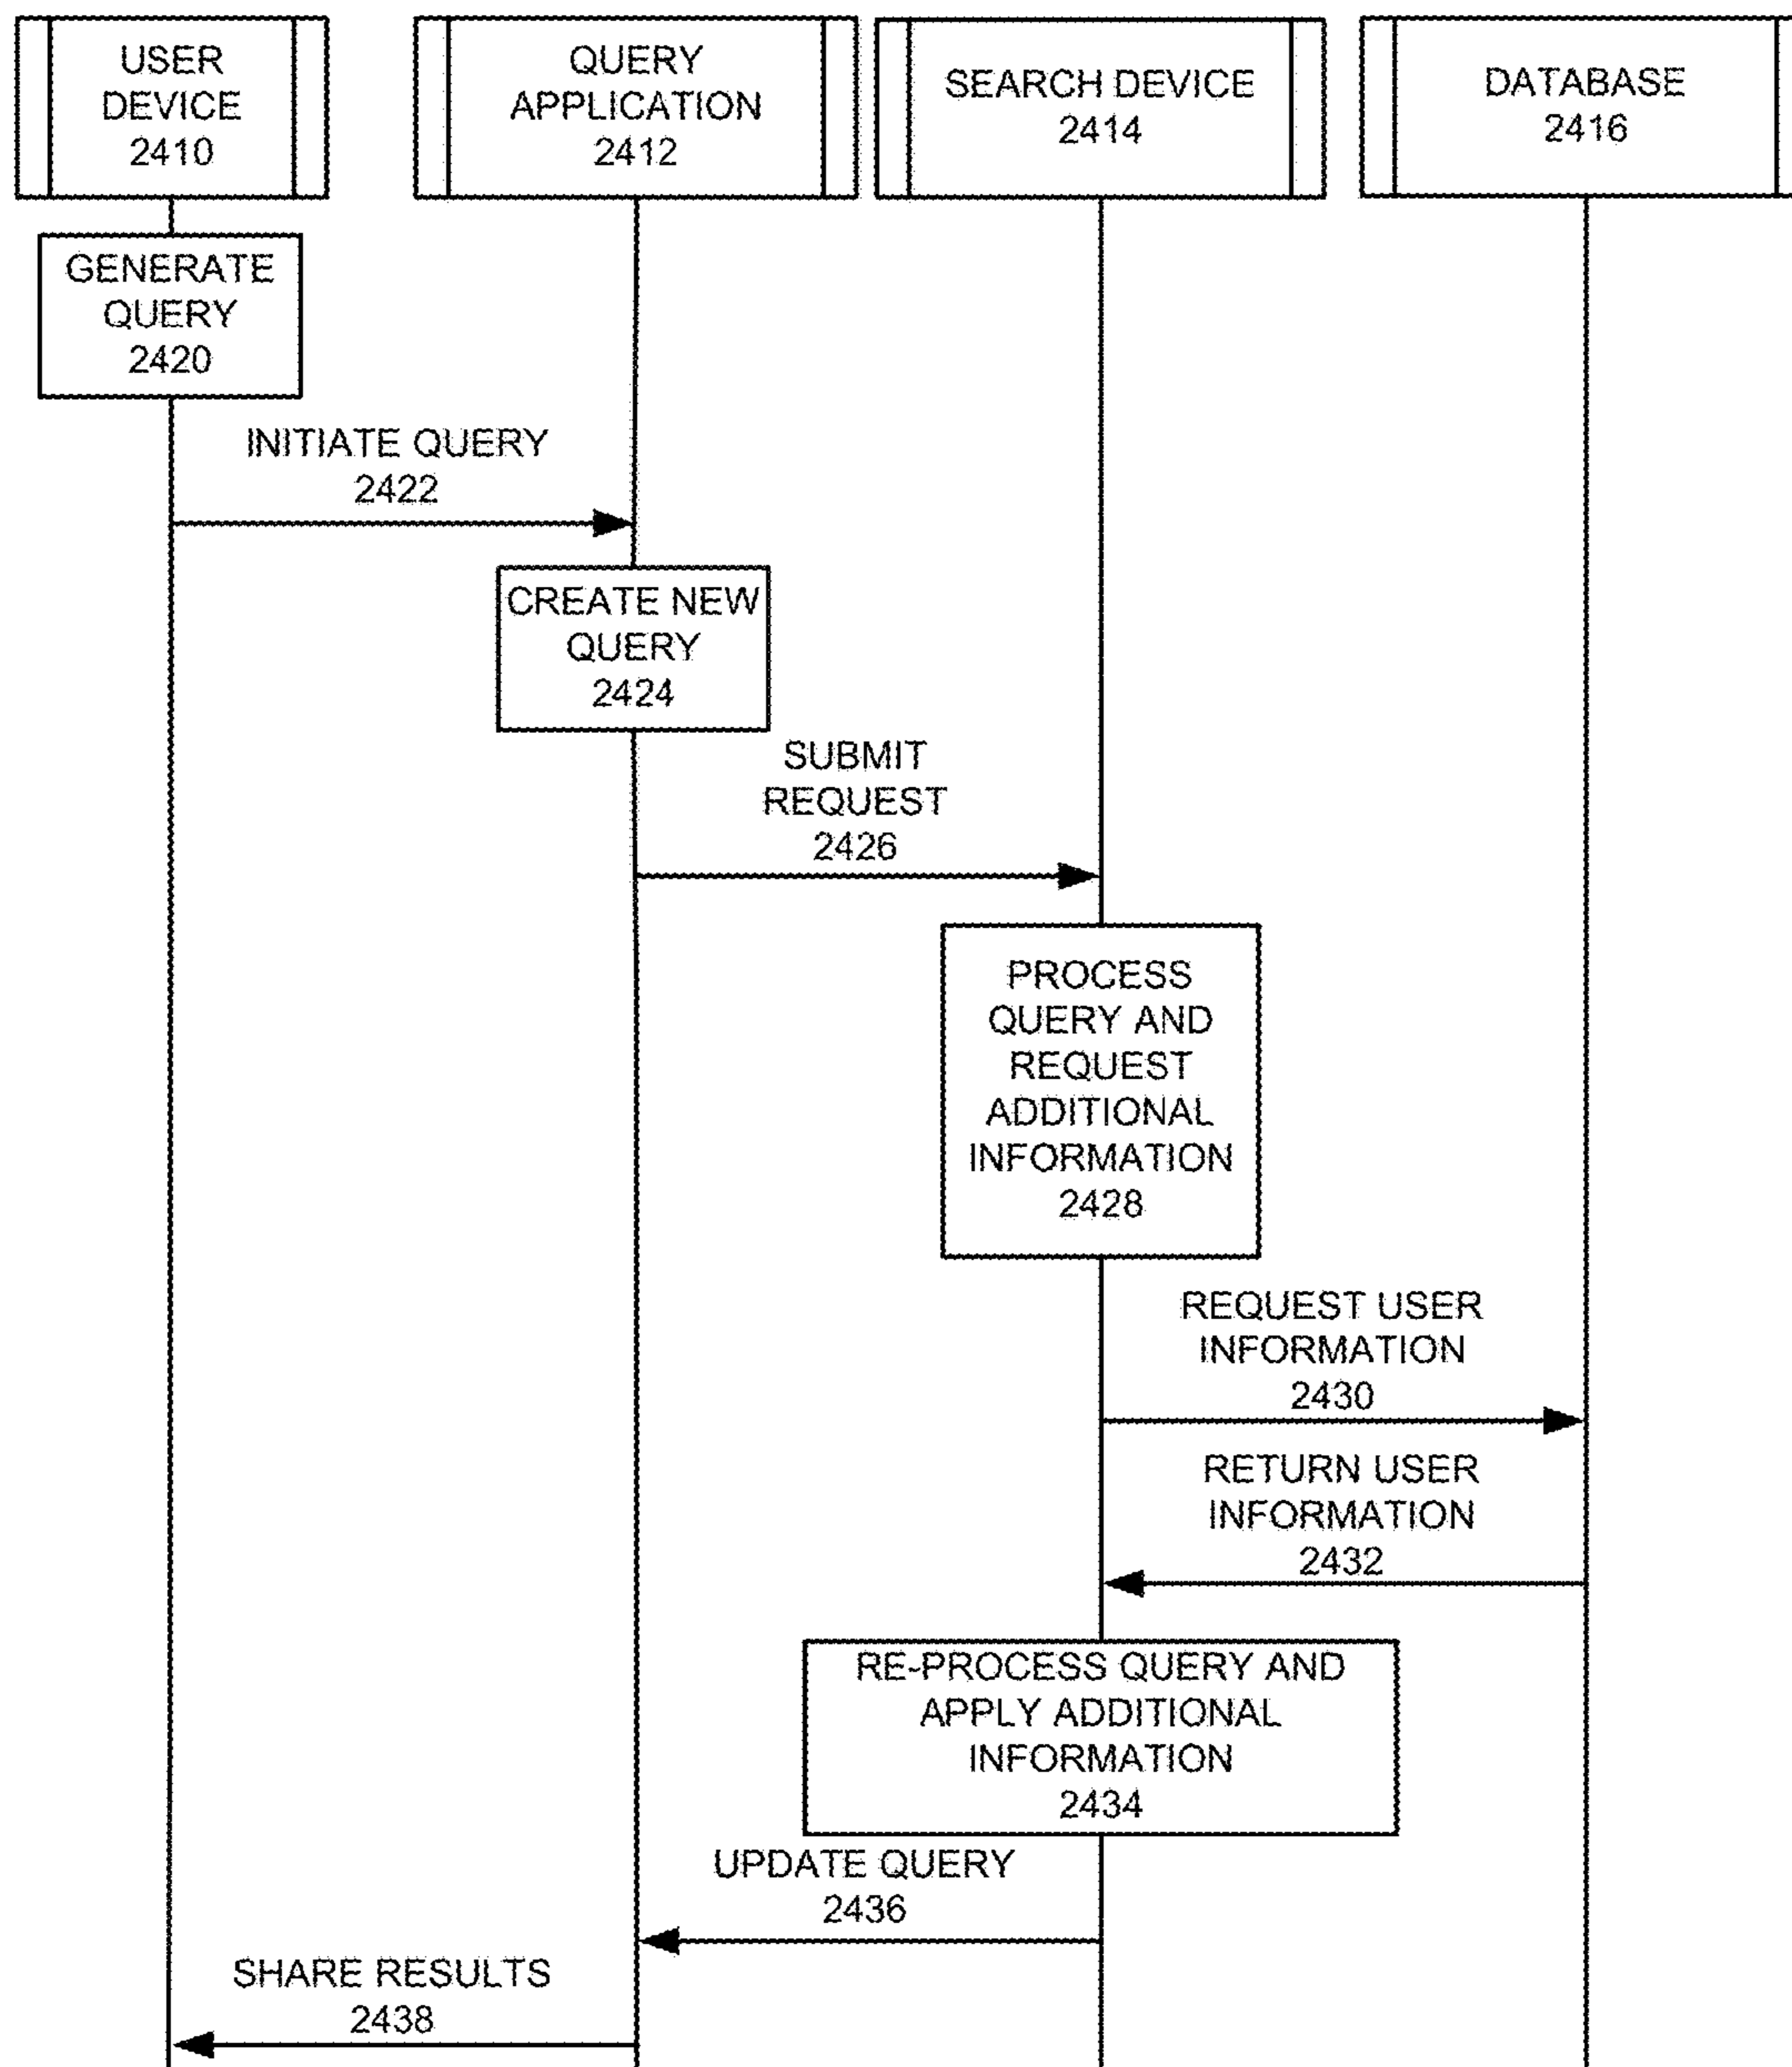 USER
DEVICE
2410
QUERY
APPLICATION
2412
SEARCH DEVICE
2414
DATABASE
2416
GENERATE
QUERY
2420
INITIATE QUERY
2422
CREATE NEW
QUERY
2424
SUBMIT
REQUEST
2426
PROCESS
QUERY AND
REQUEST
ADDITIONAL
INFORMATION
2428
REQUEST USER
INFORMATION
2430
RETURN USER
INFORMATION
2432
RE-PROCESS QUERY AND
APPLY ADDITIONAL
INFORMATION
2434
UPDATE QUERY
2436
SHARE RESULTS
2438